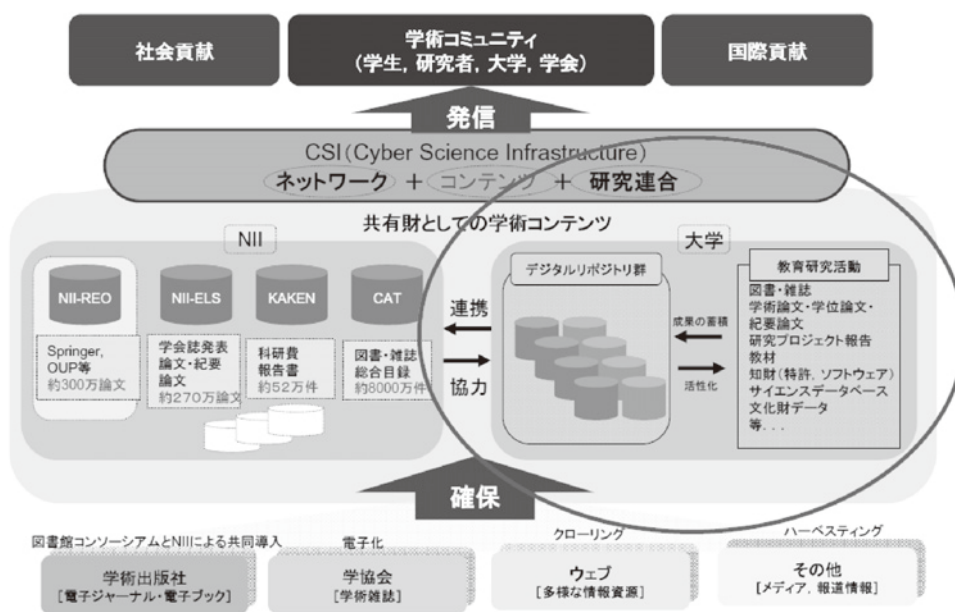 社会貢献
学術コミュニティ
(学生, 研究者, 大学, 学会)
国際貢献
発信
CSI(Cyber Science Infrastructure)
ネットワーク + コンテンツ + 研究連合
共有財としての学術コンテンツ
NII
NII-REO
NII-ELS
KAKEN
CAT
Springer,
OUP等
約300万論文
学会誌発表
論文・紀要
論文
約270万論文
科研費
報告書
約52万件
図書・雑誌
総合目録
約8000万件
連携
協力
大学
デジタルリポジトリ群
成果の蓄積
活性化
教育研究活動
図書・雑誌
学術論文・学位論文・
紀要論文
研究プロジェクト報告
教材
知財(特許, ソフトウェア)
サイエンスデータベース
文化財データ
等...
確保
図書館コンソーシアムとNIIによる共同導入
学術出版社
[電子ジャーナル・電子ブック]
電子化
学協会
[学術雑誌]
クローリング
ウェブ
[多様な情報資源]
ハーベスティング
その他
[メディア, 報道情報]